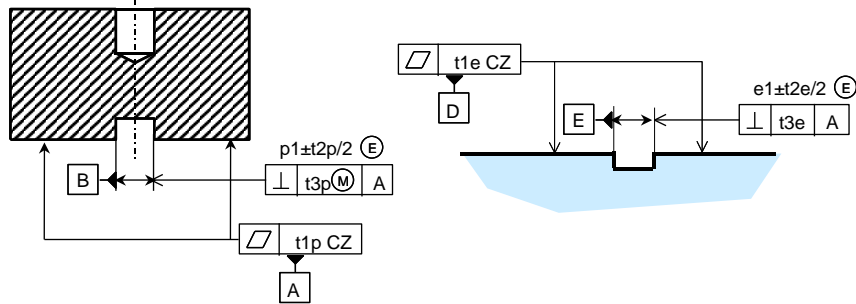 t1e CZ
D
e1±t2e/2 Ⓔ
E
⊥ t3e A
p1±t2p/2 Ⓔ
B
⊥ t3pⓂ A
t1p CZ
A